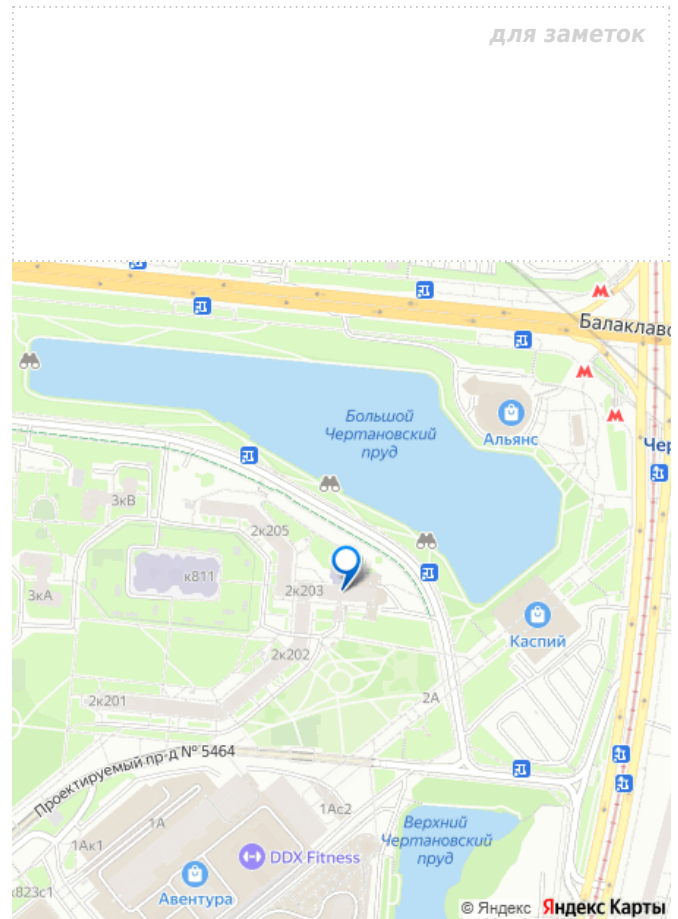 для заметок
Балаклавс
Большой
Чертановский
пруд
Альянс
Чер
3кВ
2к205
к811
2к203
3кА
Каспий
2к202
2к201
2А
Проектируемый пр-д № 5464
1Ас2
1А
Верхний
Чертановский
пруд
1Ак1
DDX Fitness
к823с1
Авентура
© Яндекс Яндекс Карты